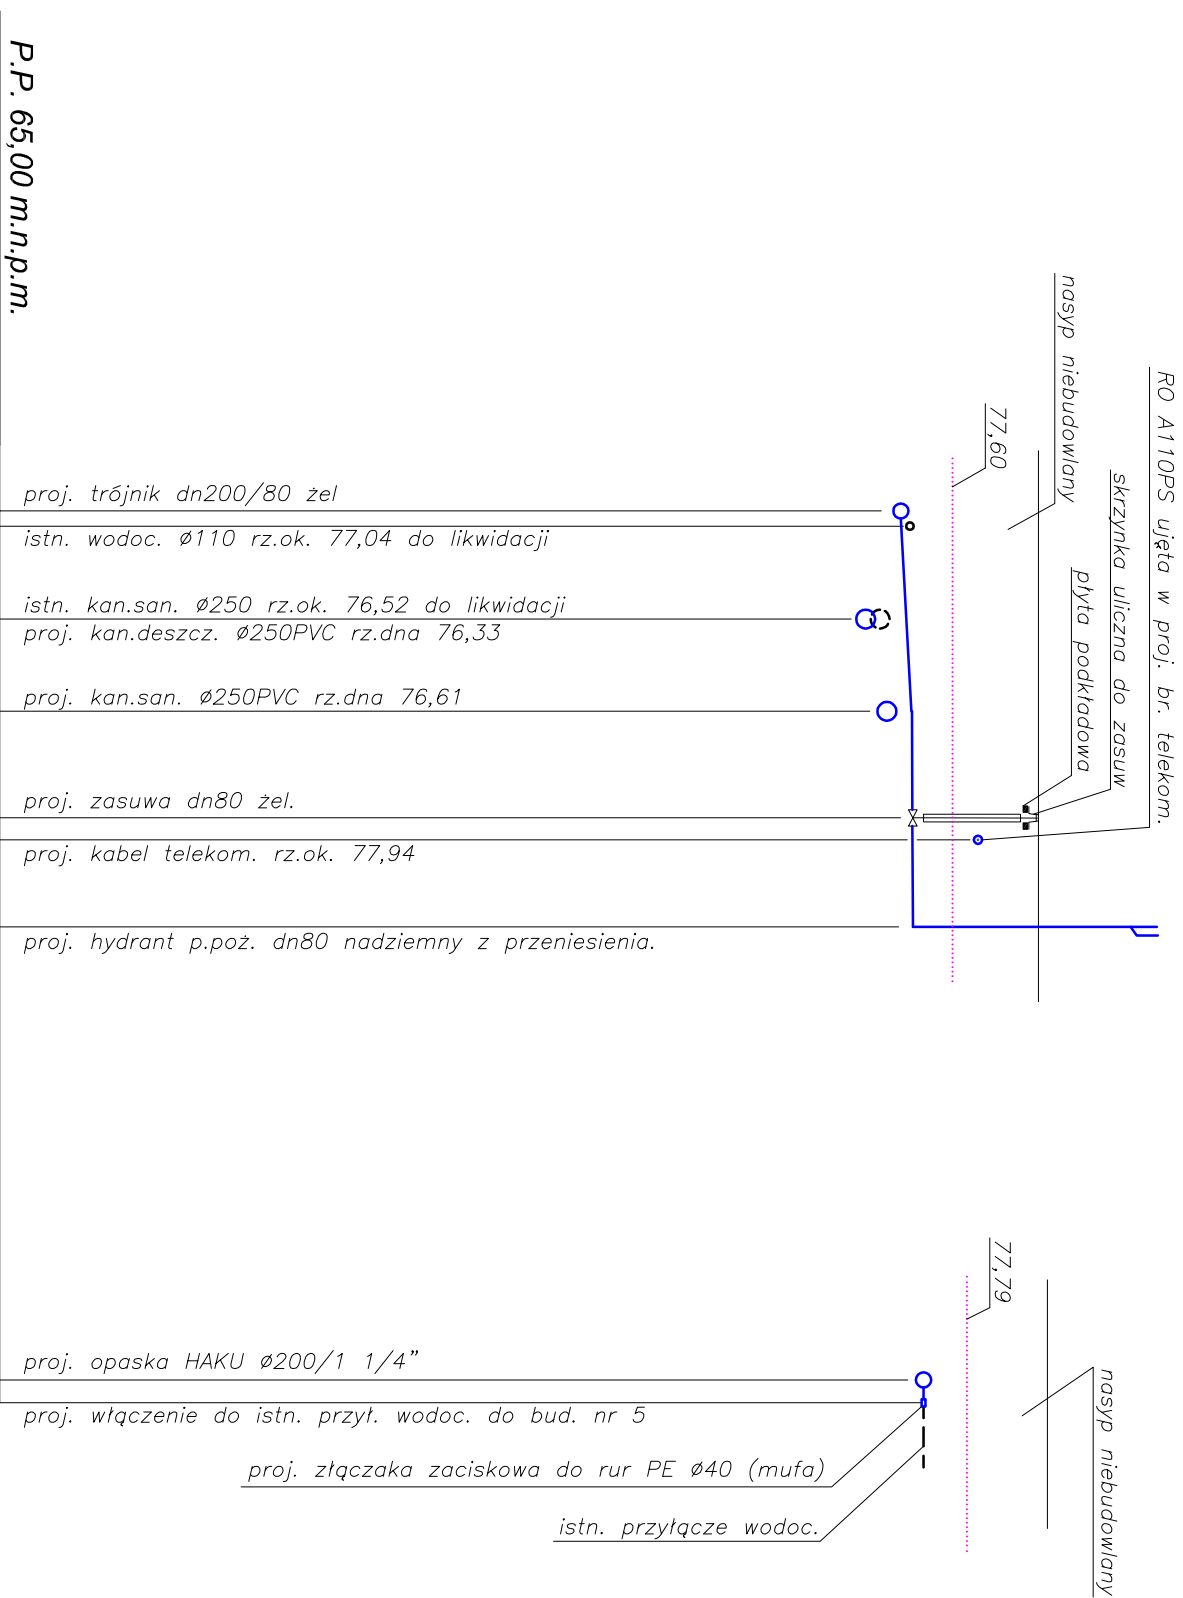 P.P. 65,00 m.n.p.m.
nasyp niebudowlany
RO A110PS ujęta w proj. br. telekom.
skrzynka uliczna do zasuw
płyta podkładowa
77,60
proj. trójnik dn200/80 żel
istn. wodoc. ø110 rz.ok. 77,04 do likwidacji
istn. kan.san. ø250 rz.ok. 76,52 do likwidacji
proj. kan.deszcz. ø250PVC rz.dna 76,33
proj. kan.san. ø250PVC rz.dna 76,61
proj. zasuwa dn80 żel.
proj. kabel telekom. rz.ok. 77,94
proj. hydrant p.poż. dn80 nadziemny z przeniesienia.
77,79
nasyp niebudowlany
proj. opaska HAKU ø200/1 1/4”
proj. włączenie do istn. przył. wodoc. do bud. nr 5
proj. złączaka zaciskowa do rur PE ø40 (mufa)
istn. przyłącze wodoc.